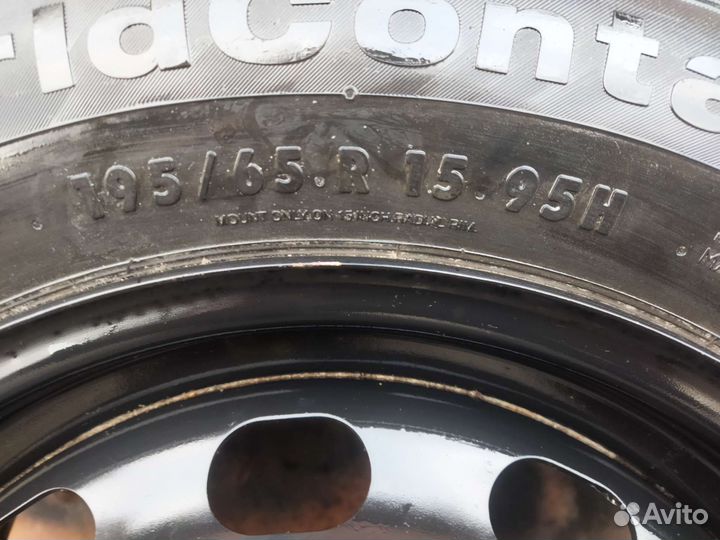 ldConta
195/65.R 15.95H
MOUNT ONLY ON 15 INCH RADIAL RIM.
Avito